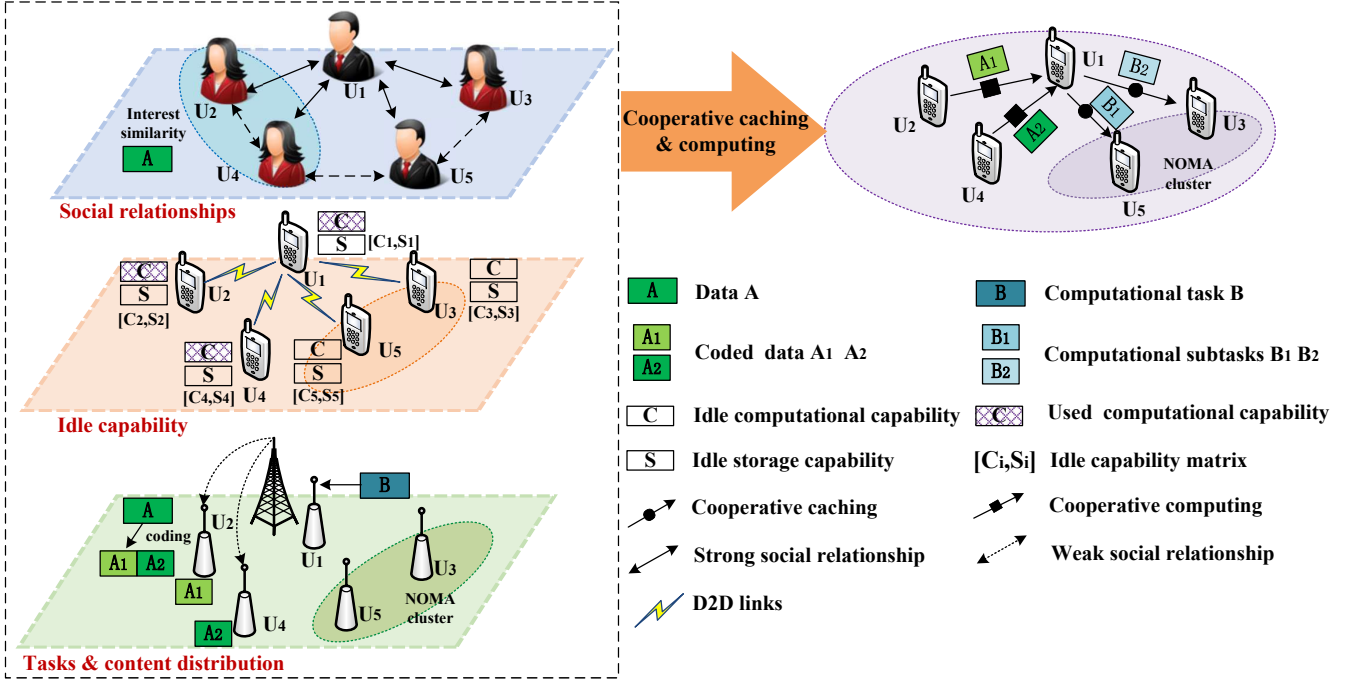 U2
U1
U3
Interest
similarity
A
U4
U5
Social relationships
C
S
[C1,S1]
U1
C
S
[C2,S2]
U2
U3
C
S
[C3,S3]
C
S
[C4,S4]
U4
C
S
[C5,S5]
U5
Idle capability
B
A
coding
A1 A2
U2
A1
U1
U3
A2
U4
U5
NOMA
cluster
Tasks & content distribution
Cooperative caching
& computing
A1
U1
B2
U2
A2
B1
U3
U4
NOMA
cluster
U5
A Data A
B Computational task B
A1
A2
Coded data A1 A2
B1
B2
Computational subtasks B1 B2
C Idle computational capability
C Used computational capability
S Idle storage capability
[Ci,Si] Idle capability matrix
Cooperative caching
Cooperative computing
Strong social relationship
Weak social relationship
D2D links